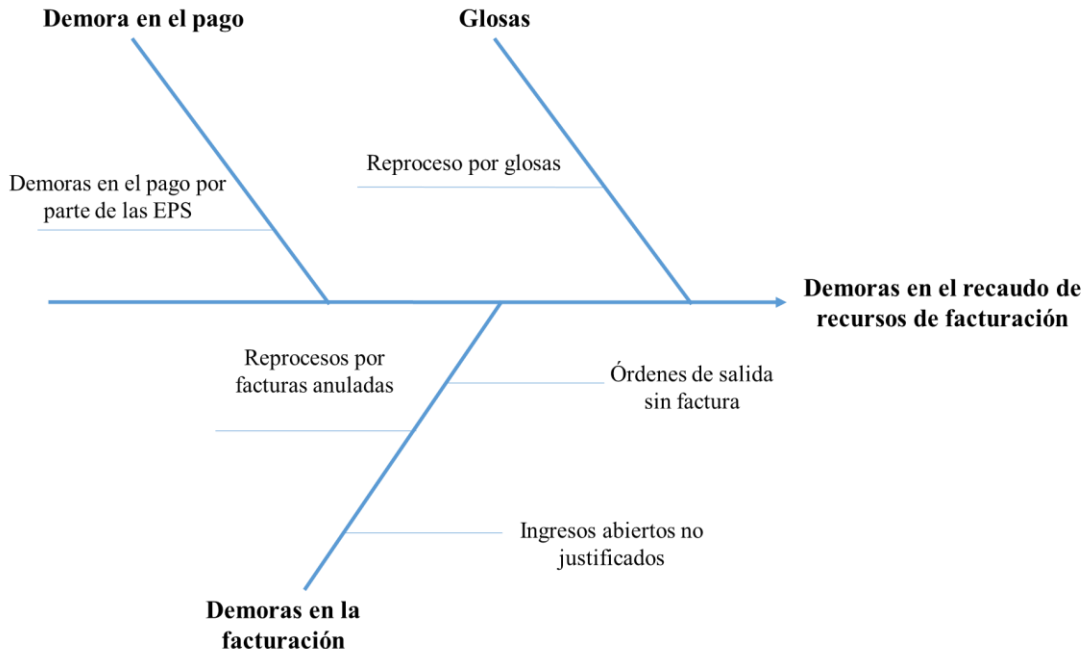 Demora en el pago
Glosas
Reproceso por glosas
Demoras en el pago por
parte de las EPS
Demoras en el recaudo de
recursos de facturación
Reprocesos por
facturas anuladas
Órdenes de salida
sin factura
Ingresos abiertos no
justificados
Demoras en la
facturación